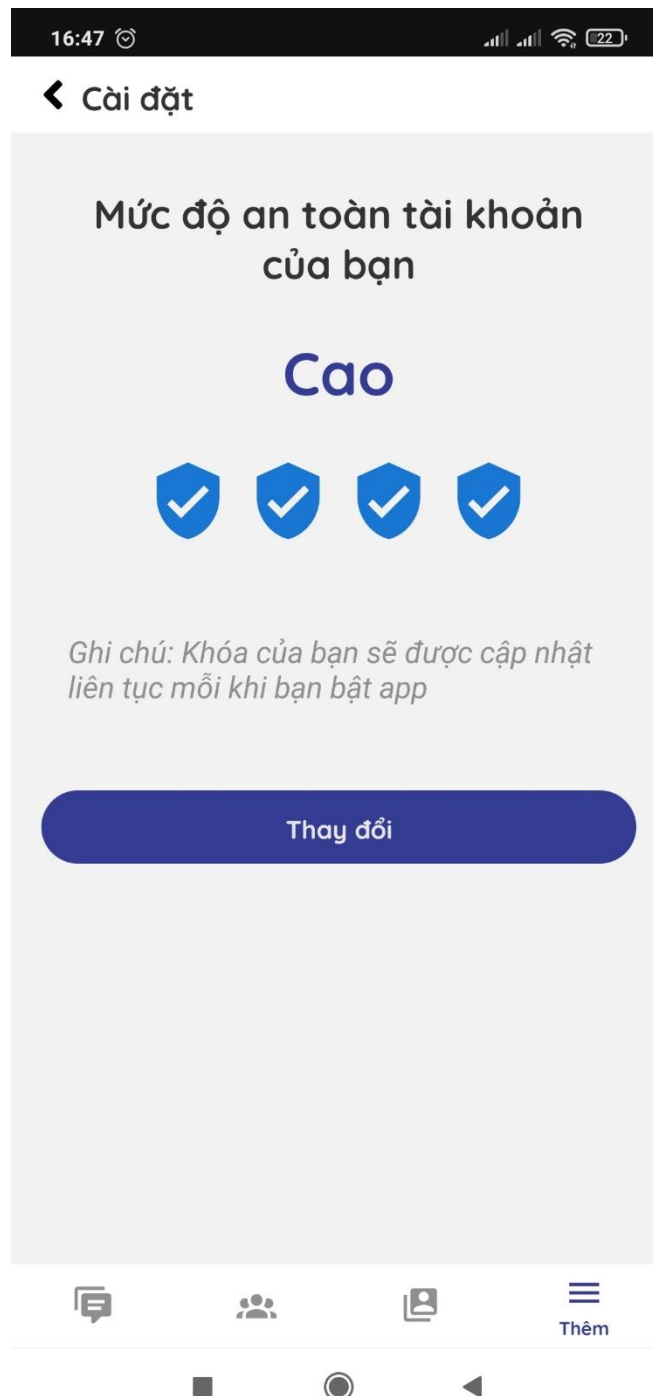 16:47
22
Cài đặt
Mức độ an toàn tài khoản
của bạn
Cao
Ghi chú: Khóa của bạn sẽ được cập nhật
liên tục mỗi khi bạn bật app
Thay đổi
Thêm